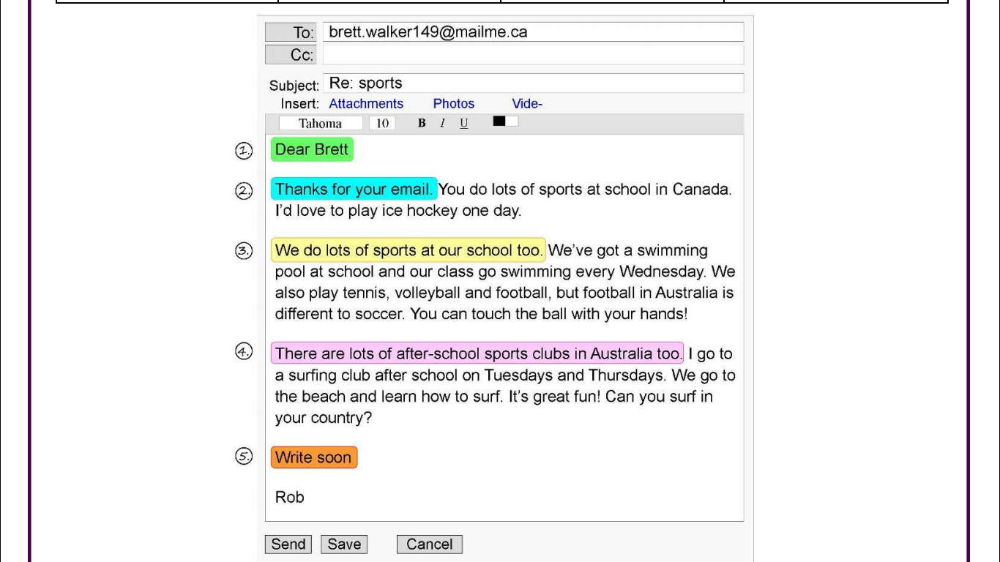 To: brett.walker149@mailme.ca
Cc:
Subject: Re: sports
Insert: Attachments Photos Vide-
Tahoma 10 B I U
1. Dear Brett
2. Thanks for your email. You do lots of sports at school in Canada.
I'd love to play ice hockey one day.
3. We do lots of sports at our school too. We've got a swimming
pool at school and our class go swimming every Wednesday. We
also play tennis, volleyball and football, but football in Australia is
different to soccer. You can touch the ball with your hands!
4. There are lots of after-school sports clubs in Australia too. I go to
a surfing club after school on Tuesdays and Thursdays. We go to
the beach and learn how to surf. It's great fun! Can you surf in
your country?
5. Write soon
Rob
Send Save Cancel